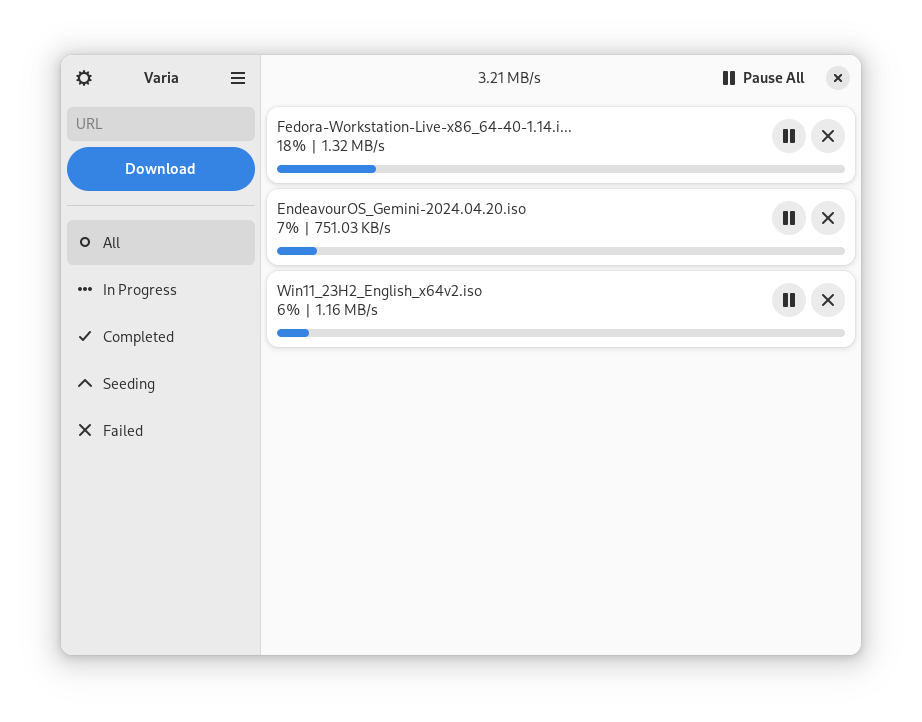 Varia
URL
Download
All
In Progress
Completed
Seeding
Failed
3.21 MB/s
Pause All
Fedora-Workstation-Live-x86_64-40-1.14.i...
18% | 1.32 MB/s
EndeavourOS_Gemini-2024.04.20.iso
7% | 751.03 KB/s
Win11_23H2_English_x64v2.iso
6% | 1.16 MB/s